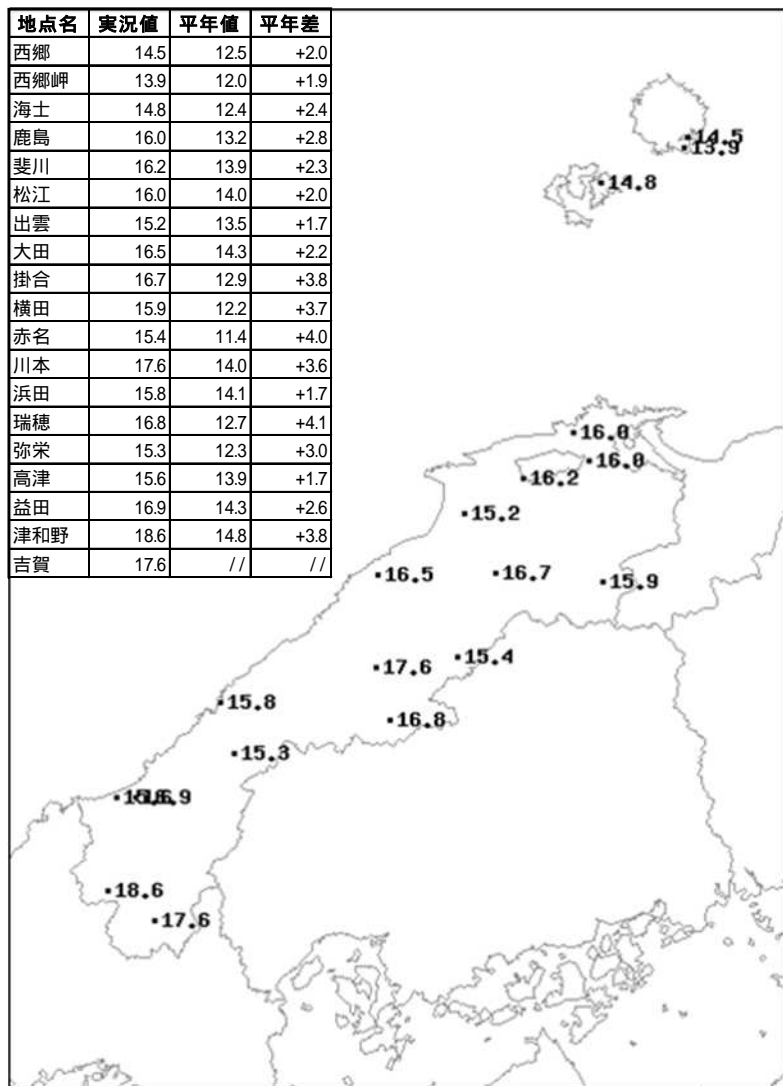 地点名 実況値 平年値 平年差
西郷 14.5 12.5 +2.0
西郷岬 13.9 12.0 +1.9
海士 14.8 12.4 +2.4
鹿島 16.0 13.2 +2.8
斐川 16.2 13.9 +2.3
松江 16.0 14.0 +2.0
出雲 15.2 13.5 +1.7
大田 16.5 14.3 +2.2
掛合 16.7 12.9 +3.8
横田 15.9 12.2 +3.7
赤名 15.4 11.4 +4.0
川本 17.6 14.0 +3.6
浜田 15.8 14.1 +1.7
瑞穂 16.8 12.7 +4.1
弥栄 15.3 12.3 +3.0
高津 15.6 13.9 +1.7
益田 16.9 14.3 +2.6
津和野 18.6 14.8 +3.8
吉賀 17.6 // //
14.5
13.9
14.8
16.0
16.0
16.2
15.2
16.5 16.7 15.9
15.4
17.6
15.8
16.8
15.3
15.6 16.9
18.6
17.6